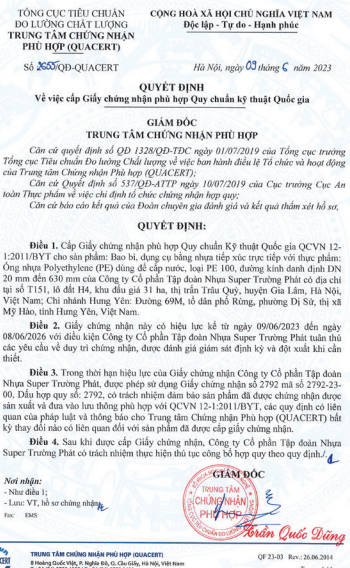 TỔNG CỤC TIÊU CHUẨN
ĐO LƯỜNG CHẤT LƯỢNG
TRUNG TÂM CHỨNG NHẬN
PHÙ HỢP (QUACERT)
Số 2655/QĐ-QUACERT
CỘNG HOÀ XÃ HỘI CHỦ NGHĨA VIỆT NAM
Độc lập - Tự do - Hạnh phúc
Hà Nội, ngày 09 tháng 6 năm 2023
QUYẾT ĐỊNH
Về việc cấp Giấy chứng nhận phù hợp Quy chuẩn kỹ thuật Quốc gia
GIÁM ĐỐC
TRUNG TÂM CHỨNG NHẬN PHÙ HỢP
Căn cứ quyết định số QĐ 1328/QĐ-TĐC ngày 01/07/2019 của Tổng cục trưởng
Tổng cục Tiêu chuẩn Đo lường Chất lượng về việc ban hành điều lệ Tổ chức và hoạt động
của Trung tâm Chứng nhận Phù hợp (QUACERT);
Căn cứ Quyết định số 537/QĐ-ATTP ngày 10/07/2019 của Cục trưởng Cục An
toàn Thực phẩm về việc chỉ định tổ chức chứng nhận hợp quy;
Căn cứ báo cáo kết quả của Đoàn chuyên gia đánh giá và kết quả thẩm xét hồ sơ,
QUYẾT ĐỊNH:
Điều 1. Cấp Giấy chứng nhận phù hợp Quy chuẩn Kỹ thuật Quốc gia QCVN 12-
1:2011/BYT cho sản phẩm: Bao bì, dụng cụ bằng nhựa tiếp xúc trực tiếp với thực phẩm:
Ống nhựa Polyethylene (PE) dùng để cấp nước, loại PE 100, đường kính danh định DN
20 mm đến 630 mm của Công ty Cổ phần Tập đoàn Nhựa Super Trường Phát có địa chỉ
tại số T151, lô đất H4, khu đấu giá 31 ha, thị trấn Trâu Quỳ, huyện Gia Lâm, Hà Nội,
Việt Nam; Chi nhánh Hưng Yên: Đường 69M, tổ dân phố Rừng, phường Dị Sử, thị xã
Mỹ Hào, tỉnh Hưng Yên, Việt Nam.
Điều 2. Giấy chứng nhận này có hiệu lực kể từ ngày 09/06/2023 đến ngày
08/06/2026 với điều kiện Công ty Cổ phần Tập đoàn Nhựa Super Trường Phát tuân thủ
các yêu cầu về duy trì chứng nhận, được đánh giá giám sát định kỳ và đột xuất khi cần
thiết.
Điều 3. Trong thời hạn hiệu lực của Giấy chứng nhận Công ty Cổ phần Tập đoàn
Nhựa Super Trường Phát, được phép sử dụng Giấy chứng nhận số 2792 mã số 2792-23-
00, Dấu hợp quy số: 2792, có trách nhiệm đảm bảo sản phẩm đã được chứng nhận được
sản xuất và đưa vào lưu thông phù hợp với QCVN 12-1:2011/BYT, các quy định có liên
quan của pháp luật và thông báo cho Trung tâm Chứng nhận Phù hợp (QUACERT) bất
kỳ thay đổi nào có liên quan đối với sản phẩm đã được cấp giấy chứng nhận.
Điều 4. Sau khi được cấp Giấy chứng nhận, Công ty Cổ phần Tập đoàn Nhựa
Super Trường Phát có trách nhiệm thực hiện thủ tục công bố hợp quy theo quy định./.
Nơi nhận:
- Như điều 1;
- Lưu: VT, hồ sơ chứng nhận.
Fax: EMS:
GIÁM ĐỐC
TRUNG TÂM
CHỨNG NHẬN
PHÙ HỢP
Trần Quốc Dũng
TRUNG TÂM CHỨNG NHẬN PHÙ HỢP (QUACERT)
8 Hoàng Quốc Việt, P. Nghĩa Đô, Q. Cầu Giấy, Hà Nội, Việt Nam
QF 23-03 Rev.: 26.06.2014